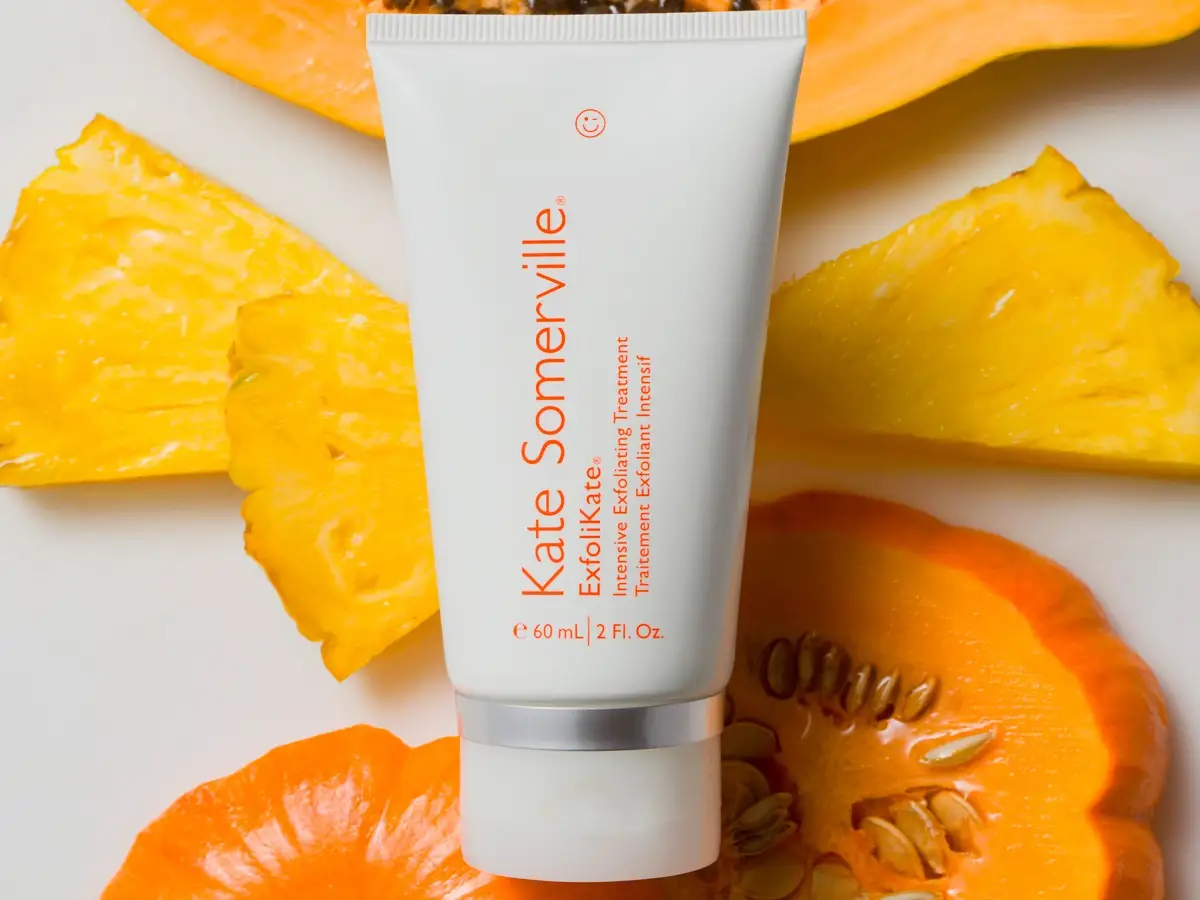 Kate Somerville®
ExfoliKate®
Intensive Exfoliating Treatment
Traitement Exfoliant Intensif
℮ 60 mL | 2 Fl. Oz.